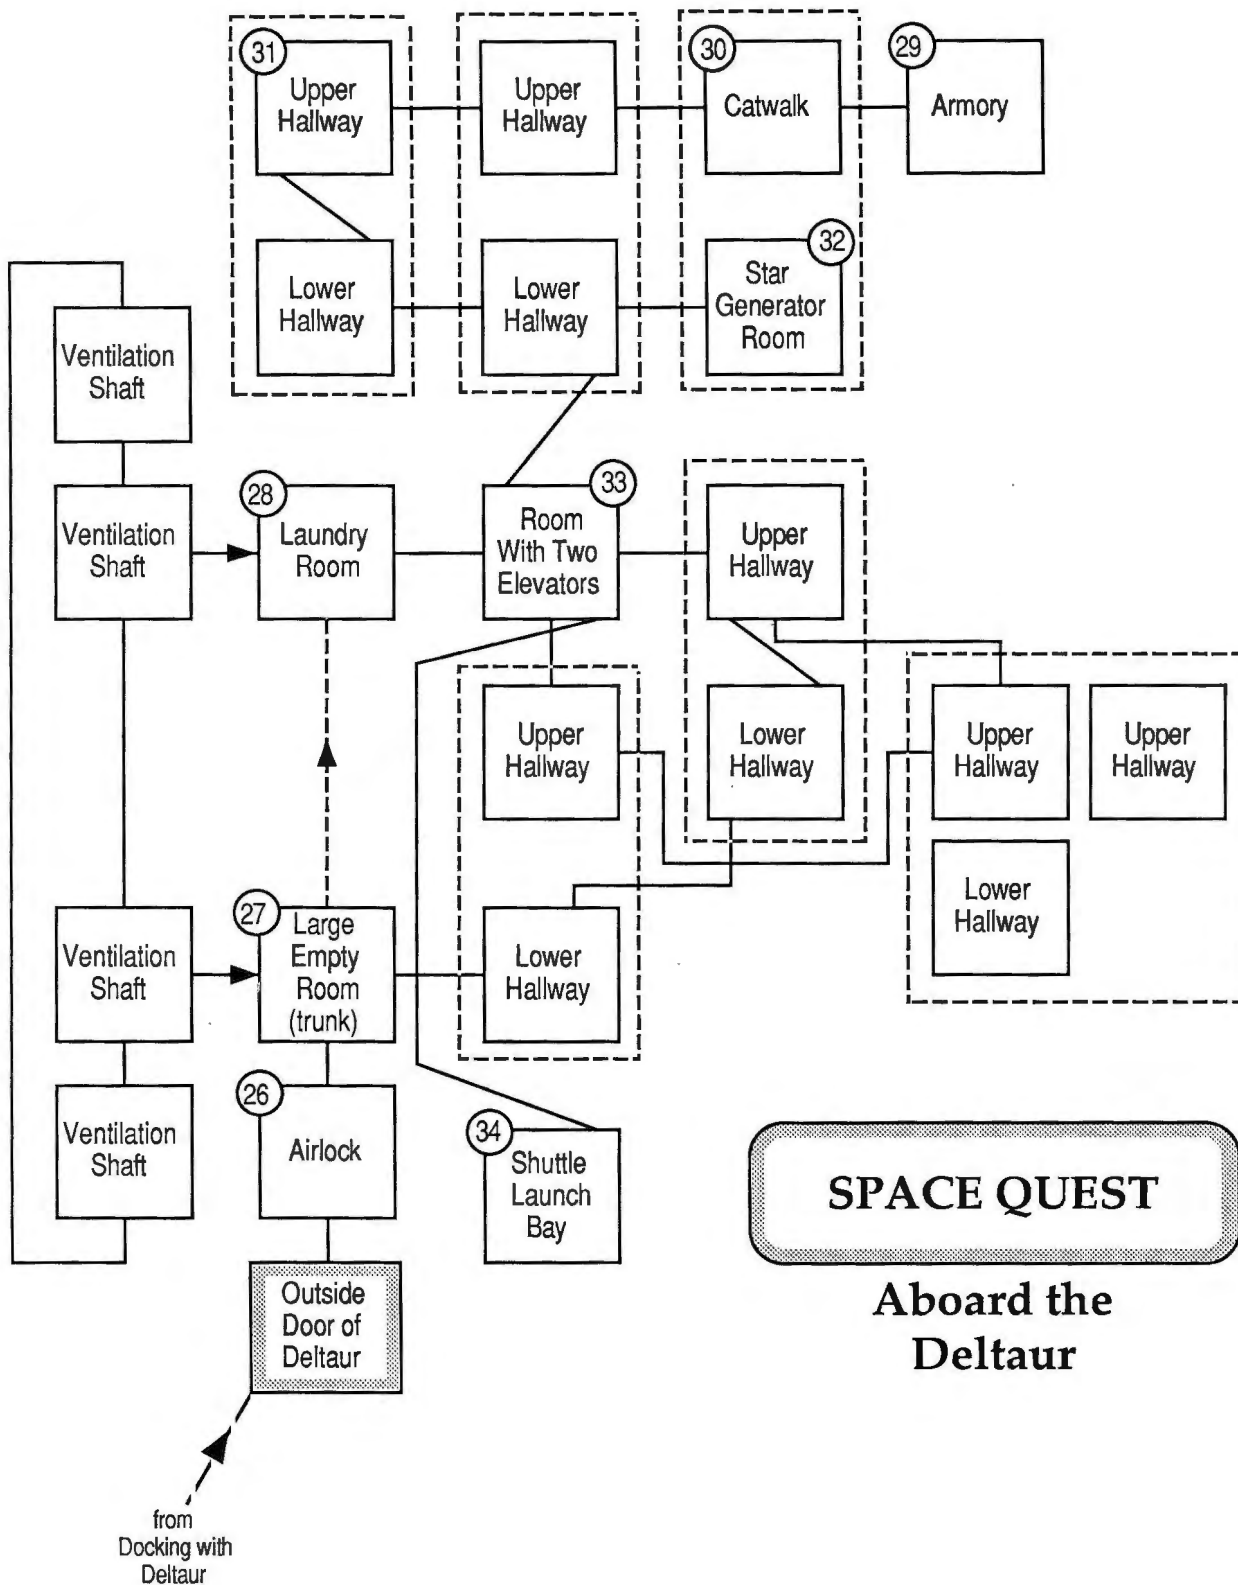 31
Upper
Hallway
Upper
Hallway
30
Catwalk
29
Armory
Lower
Hallway
Lower
Hallway
32
Star
Generator
Room
Ventilation
Shaft
Ventilation
Shaft
28
Laundry
Room
33
Room
With Two
Elevators
Upper
Hallway
Upper
Hallway
Lower
Hallway
Upper
Hallway
Upper
Hallway
Lower
Hallway
Ventilation
Shaft
27
Large
Empty
Room
(trunk)
Lower
Hallway
Ventilation
Shaft
26
Airlock
34
Shuttle
Launch
Bay
Outside
Door of
Deltaur
SPACE QUEST
Aboard the
Deltaur
from
Docking with
Deltaur